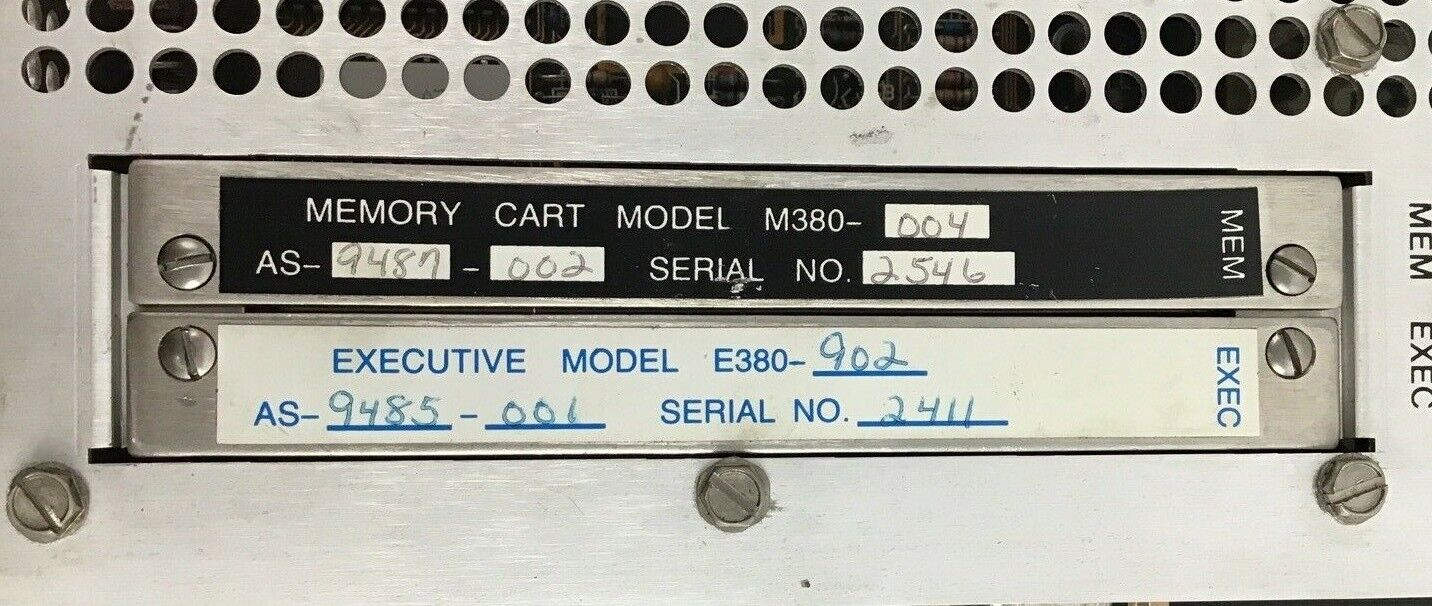 MEMORY CART MODEL M380-004
AS-9487-002 SERIAL NO. 2546
MEM
EXECUTIVE MODEL E380-902
AS-9485-001 SERIAL NO. 2411
EXEC
MEM EXEC